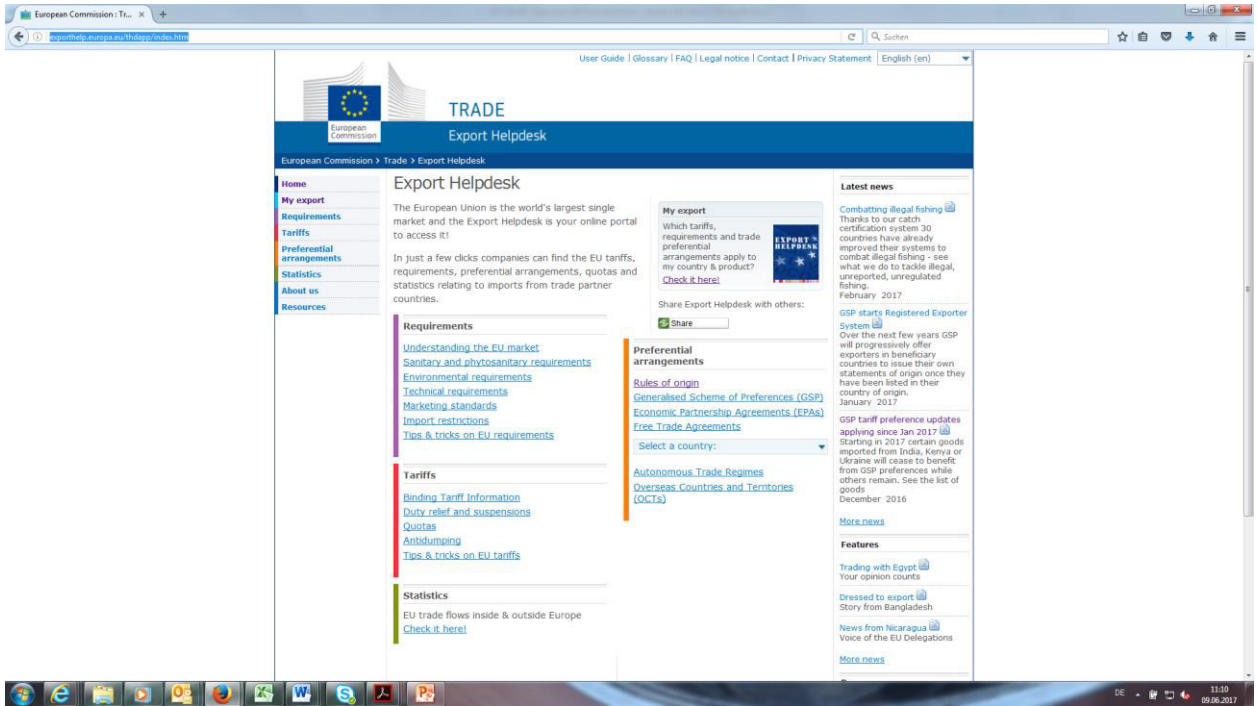 European Commission : Tr...
exporthelp.europa.eu/thdapp/index.htm
Suchen
User Guide | Glossary | FAQ | Legal notice | Contact | Privacy Statement
English (en)
European
Commission
TRADE
Export Helpdesk
European Commission > Trade > Export Helpdesk
Home
My export
Requirements
Tariffs
Preferential
arrangements
Statistics
About us
Resources
Export Helpdesk
The European Union is the world's largest single
market and the Export Helpdesk is your online portal
to access it!
In just a few clicks companies can find the EU tariffs,
requirements, preferential arrangements, quotas and
statistics relating to imports from trade partner
countries.
My export
Which tariffs,
requirements and trade
preferential
arrangements apply to
my country & product?
Check it here!
EXPORT
HELPDESK
Share Export Helpdesk with others:
Share
Requirements
Understanding the EU market
Sanitary and phytosanitary requirements
Environmental requirements
Technical requirements
Marketing standards
Import restrictions
Tips & tricks on EU requirements
Tariffs
Binding Tariff Information
Duty relief and suspensions
Quotas
Antidumping
Tips & tricks on EU tariffs
Statistics
EU trade flows inside & outside Europe
Check it here!
Preferential
arrangements
Rules of origin
Generalised Scheme of Preferences (GSP)
Economic Partnership Agreements (EPAs)
Free Trade Agreements
Select a country:
Autonomous Trade Regimes
Overseas Countries and Territories
(OCTs)
Latest news
Combatting illegal fishing
Thanks to our catch
certification system 30
countries have already
improved their systems to
combat illegal fishing - see
what we do to tackle illegal,
unreported, unregulated
fishing.
February 2017
GSP starts Registered Exporter
System
Over the next few years GSP
will progressively offer
exporters in beneficiary
countries to issue their own
statements of origin once they
have been listed in their
country of origin.
January 2017
GSP tariff preference updates
applying since Jan 2017
Starting in 2017 certain goods
imported from India, Kenya or
Ukraine will cease to benefit
from GSP preferences while
others remain. See the list of
goods
December 2016
More news
Features
Trading with Egypt
Your opinion counts
Dressed to export
Story from Bangladesh
News from Nicaragua
Voice of the EU Delegations
More news
DE
11:10
09.06.2017